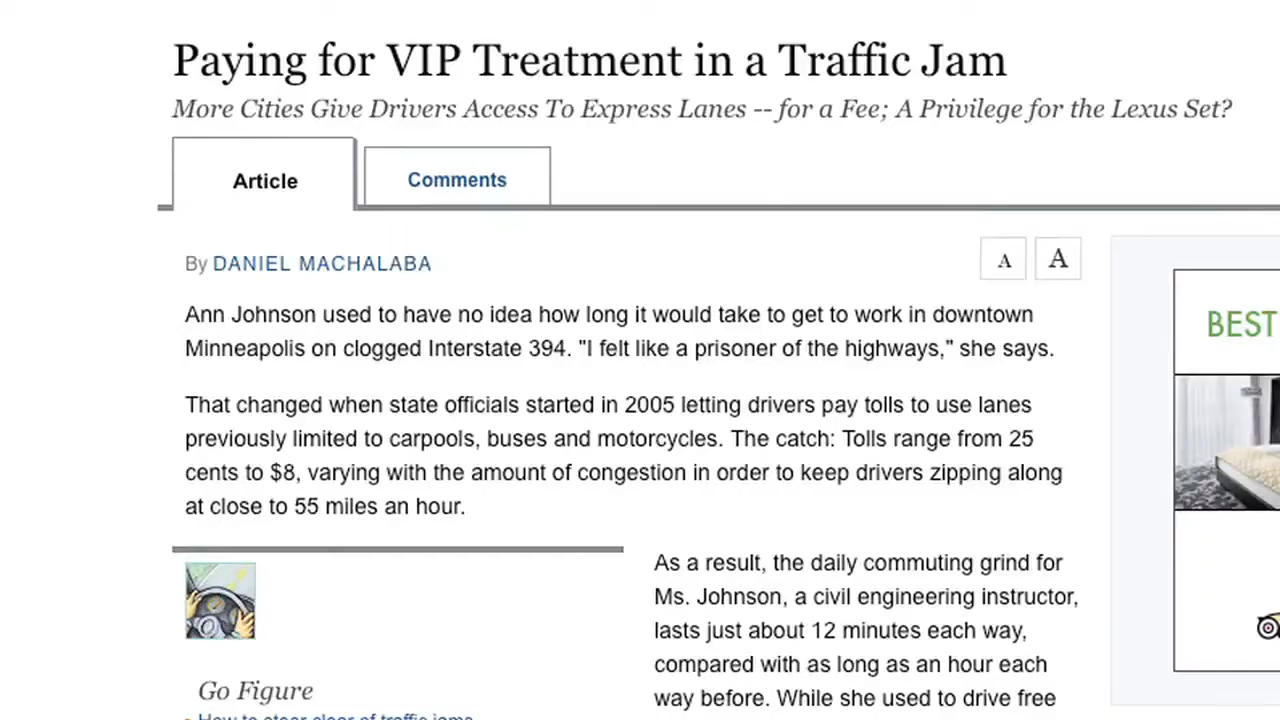 Paying for VIP Treatment in a Traffic Jam
More Cities Give Drivers Access To Express Lanes -- for a Fee; A Privilege for the Lexus Set?
Article
Comments
By DANIEL MACHALABA
A A
Ann Johnson used to have no idea how long it would take to get to work in downtown
Minneapolis on clogged Interstate 394. "I felt like a prisoner of the highways," she says.
That changed when state officials started in 2005 letting drivers pay tolls to use lanes
previously limited to carpools, buses and motorcycles. The catch: Tolls range from 25
cents to $8, varying with the amount of congestion in order to keep drivers zipping along
at close to 55 miles an hour.
As a result, the daily commuting grind for
Ms. Johnson, a civil engineering instructor,
lasts just about 12 minutes each way,
compared with as long as an hour each
way before. While she used to drive free
Go Figure
How to steer clear of traffic jams
BEST